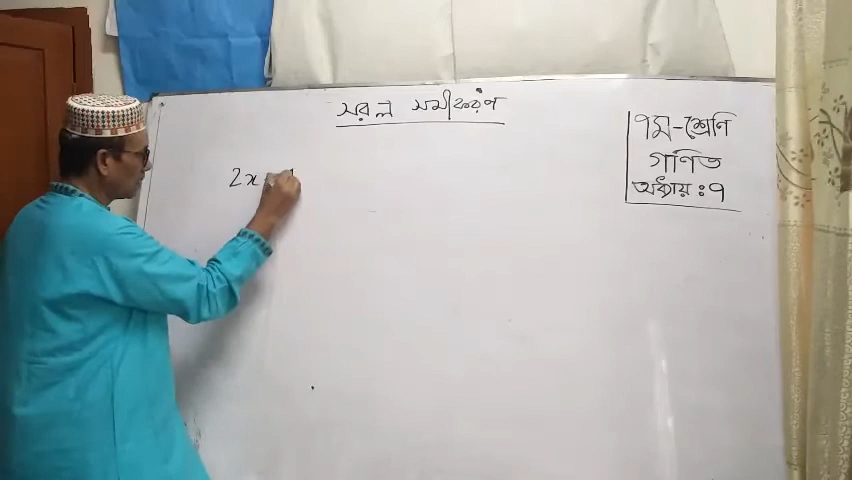 সরল সমীকরণ
৭ম-শ্রেনি
গণিত
অধ্যায় : ৭
2x